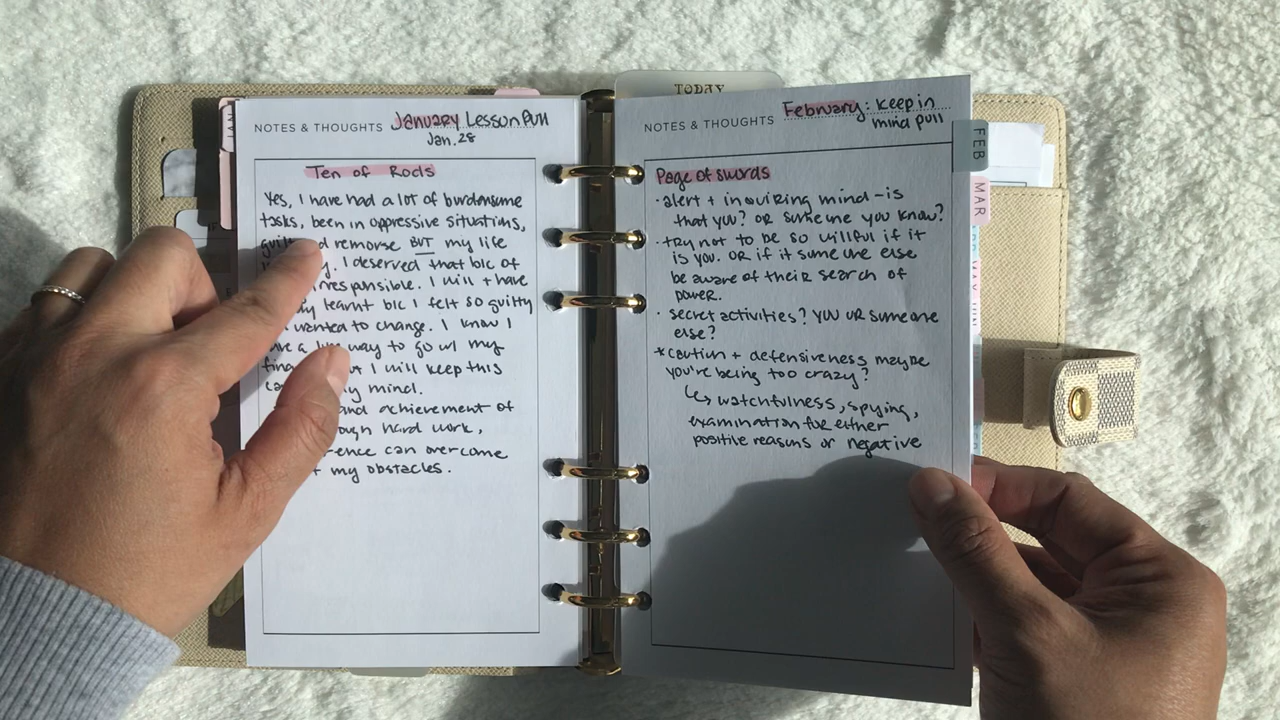 TODAY
NOTES & THOUGHTS January Lesson Pull
Jan. 28
Ten of Rods
Yes, I have had a lot of burdensome
tasks, been in oppressive situations,
remorse BUT my life
. I deserved that b/c of
irresponsible. I will + have
learnt b/c I felt so guilty
wanted to change. I know I
a way to go w/ my
I will keep this
my mind.
and achievement of
hard work,
can overcome
my obstacles.
NOTES & THOUGHTS February: Keep in
mind pull
Page of swords
• alert + inquiring mind - is
that you? or someone you know?
• try not to be so willful if it
is you. or if it someone else
be aware of their search of
power.
• secret activities? you or someone
else?
* caution + defensiveness maybe
you're being too crazy?
↳ watchfulness, spying,
examination for either
positive reasons or negative
JAN
FEB
MAR